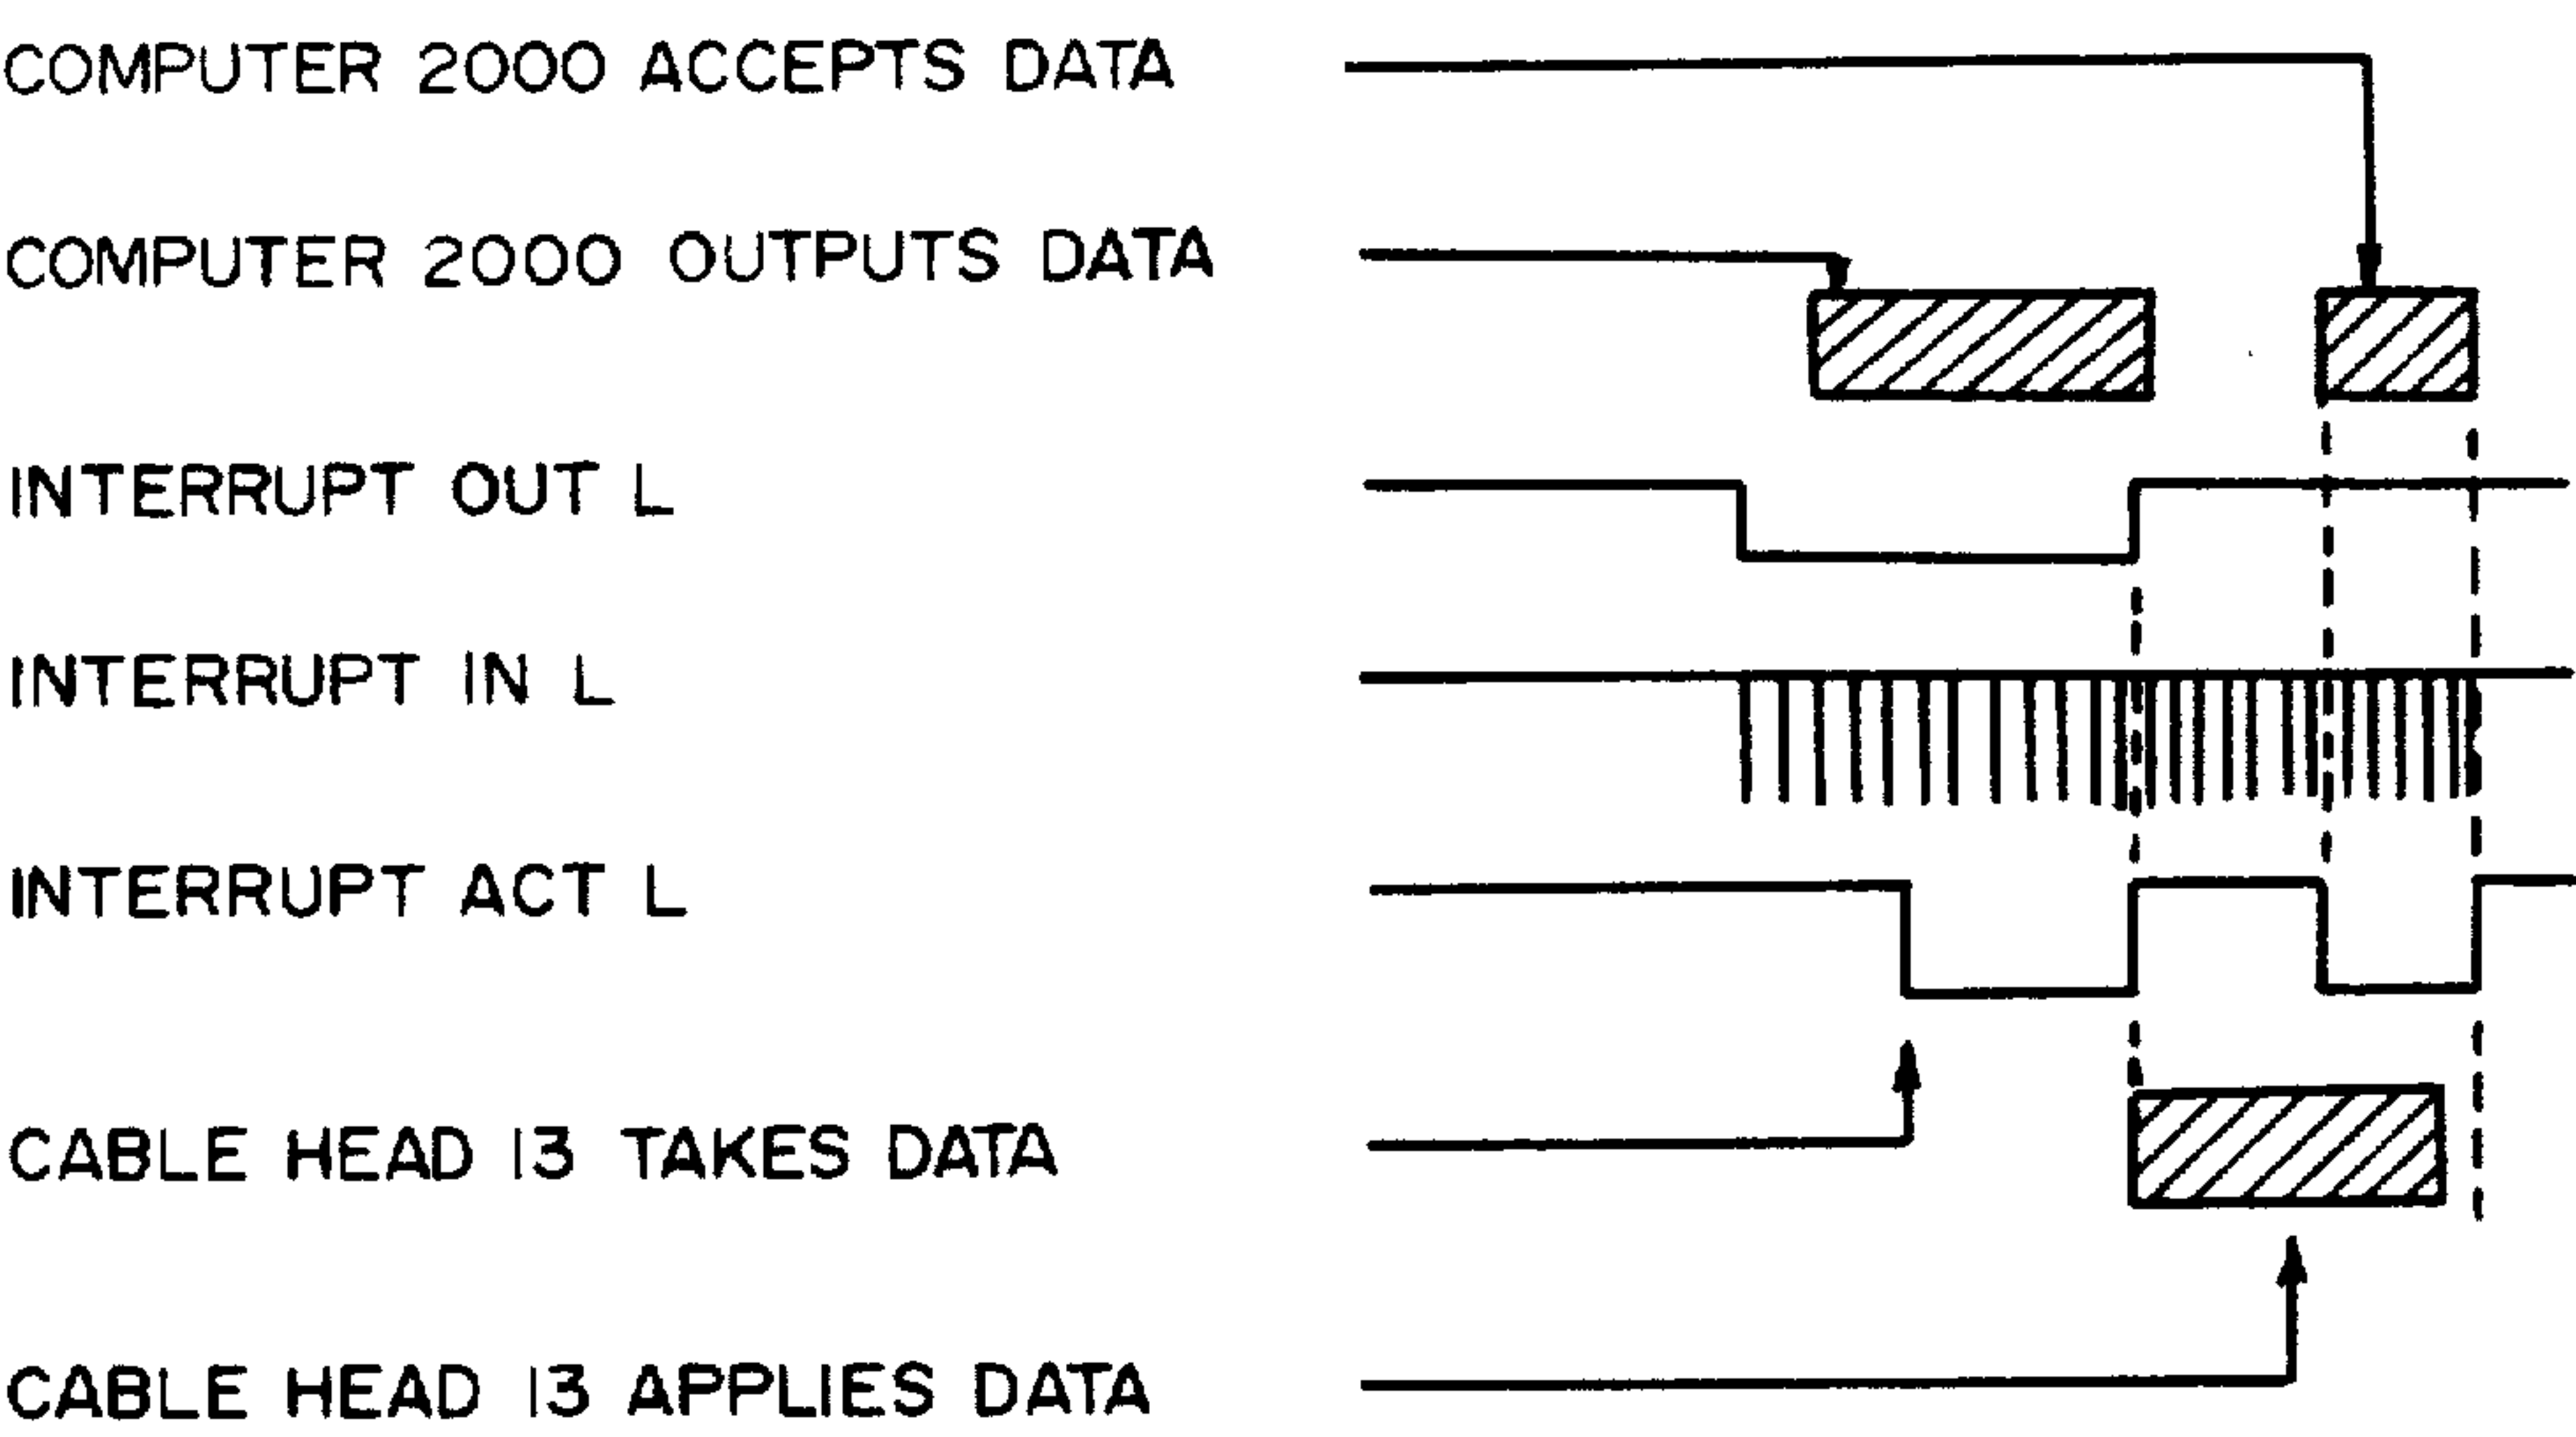 COMPUTER 2000 ACCEPTS DATA
COMPUTER 2000 OUTPUTS DATA
INTERRUPT OUT L
INTERRUPT IN L
INTERRUPT ACT L
CABLE HEAD 13 TAKES DATA
CABLE HEAD 13 APPLIES DATA